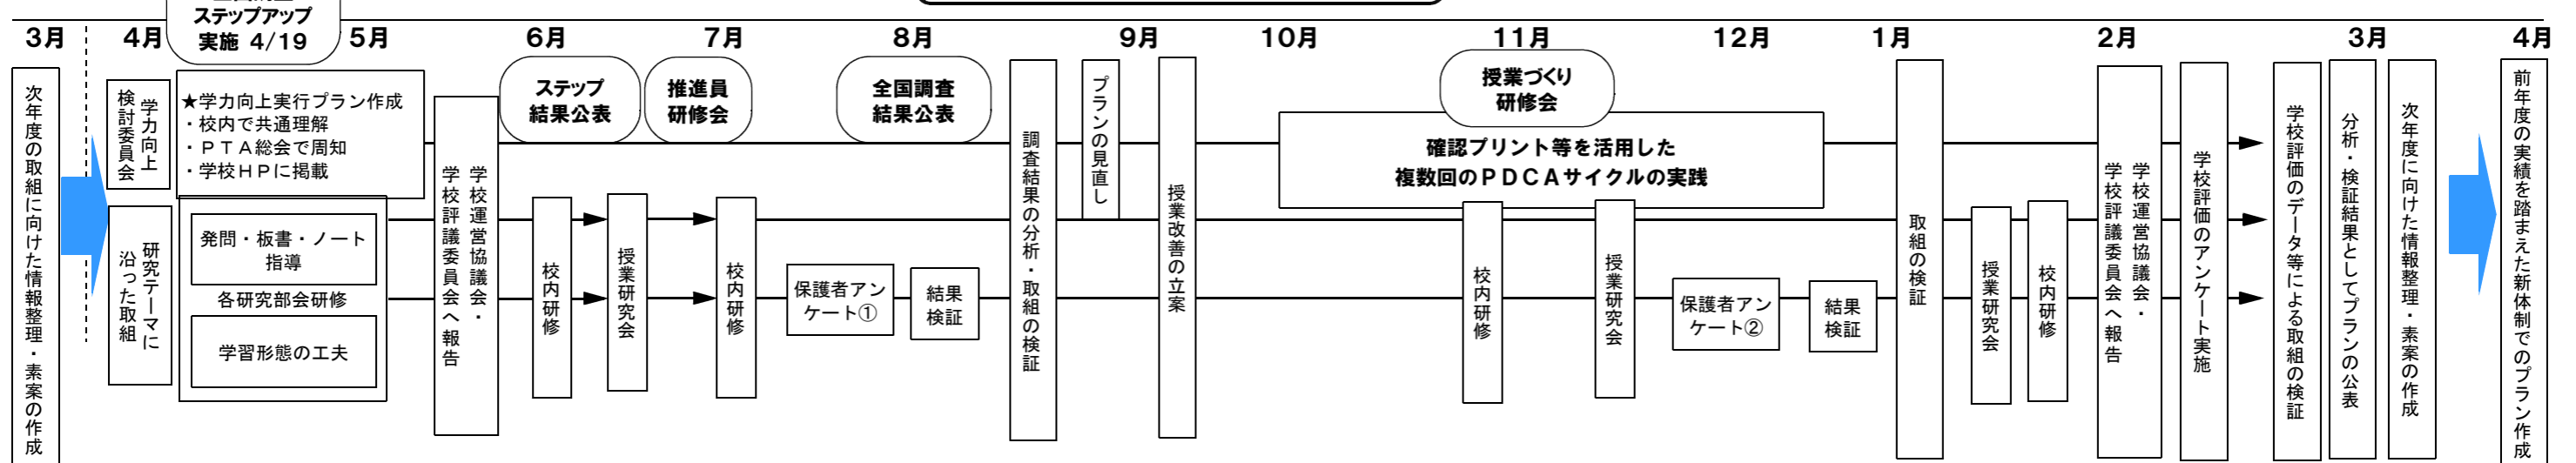 ステップアップ
実施 4/19
3月
4月
5月
6月
7月
8月
9月
10月
11月
12月
1月
2月
3月
4月
次年度の取組に向けた情報整理・素案の作成
学力向上
検討委員会
研究テーマに
沿った取組
★学力向上実行プラン作成
・校内で共通理解
・ＰＴＡ総会で周知
・学校ＨＰに掲載
発問・板書・ノート
指導
各研究部会研修
学習形態の工夫
学校運営協議会・
学校評議委員会へ報告
ステップ
結果公表
推進員
研修会
全国調査
結果公表
校内研修
授業研究会
校内研修
保護者アン
ケート①
結果
検証
調査結果の分析・取組の検証
プランの見直し
授業改善の立案
授業づくり
研修会
確認プリント等を活用した
複数回のＰＤＣＡサイクルの実践
校内研修
授業研究会
保護者アン
ケート②
結果
検証
取組の検証
授業研究会
校内研修
学校運営協議会・
学校評議委員会へ報告
学校評価のアンケート実施
学校評価のデータ等による取組の検証
分析・検証結果としてプランの公表
次年度に向けた情報整理・素案の作成
前年度の実績を踏まえた新体制でのプラン作成